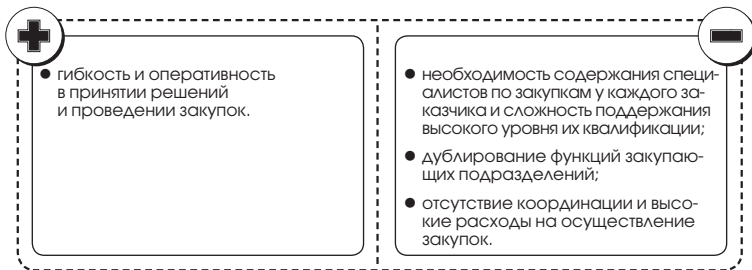 ● гибкость и оперативность
в принятии решений
и проведении закупок.
● необходимость содержания специ-
алистов по закупкам у каждого за-
казчика и сложность поддержания
высокого уровня их квалификации;
● дублирование функций закупаю-
щих подразделений;
● отсутствие координации и высо-
кие расходы на осуществление
закупок.